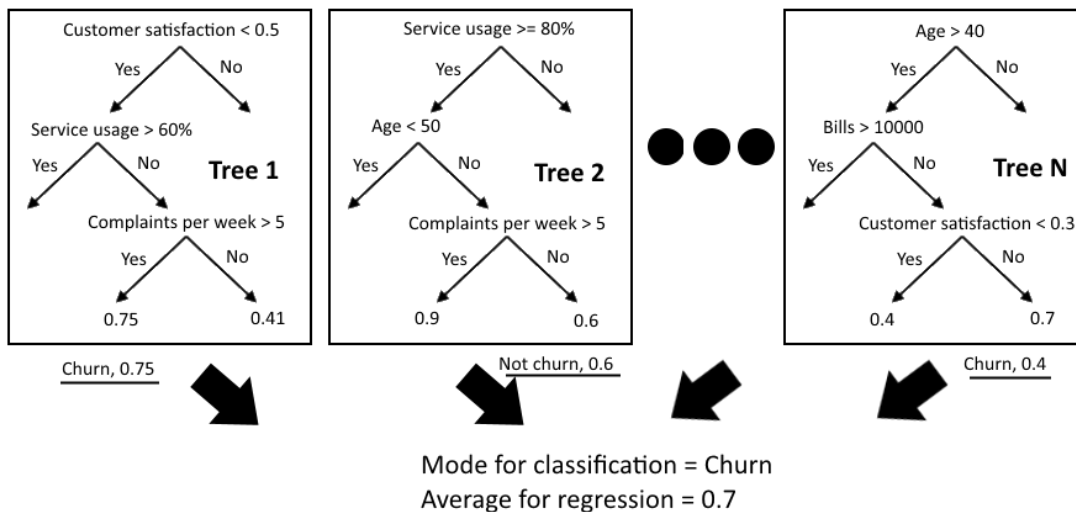 Customer satisfaction < 0.5
Yes
No
Service usage > 60%
Yes
No
Tree 1
Complaints per week > 5
Yes
No
0.75
0.41
Churn, 0.75
Service usage >= 80%
Yes
No
Age < 50
Yes
No
Tree 2
Complaints per week > 5
Yes
No
0.9
0.6
Not churn, 0.6
Age > 40
Yes
No
Bills > 10000
Yes
No
Tree N
Customer satisfaction < 0.3
Yes
No
0.4
0.7
Churn, 0.4
Mode for classification = Churn
Average for regression = 0.7